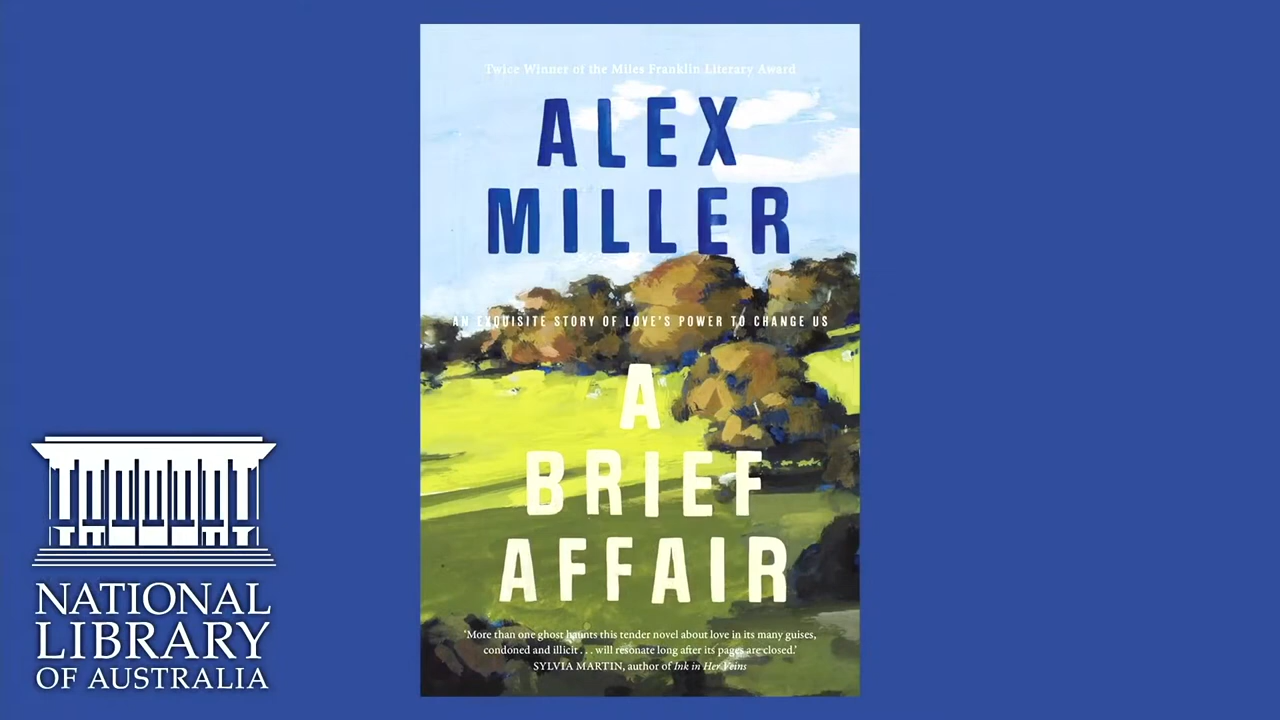 Twice Winner of the Miles Franklin Literary Award
ALEX
MILLER
AN EXQUISITE STORY OF LOVE'S POWER TO CHANGE US
A
BRIEF
AFFAIR
'More than one ghost haunts this tender novel about love in its many guises,
condoned and illicit . . . will resonate long after its pages are closed.'
SYLVIA MARTIN, author of Ink in Her Veins
NATIONAL
LIBRARY
OF AUSTRALIA